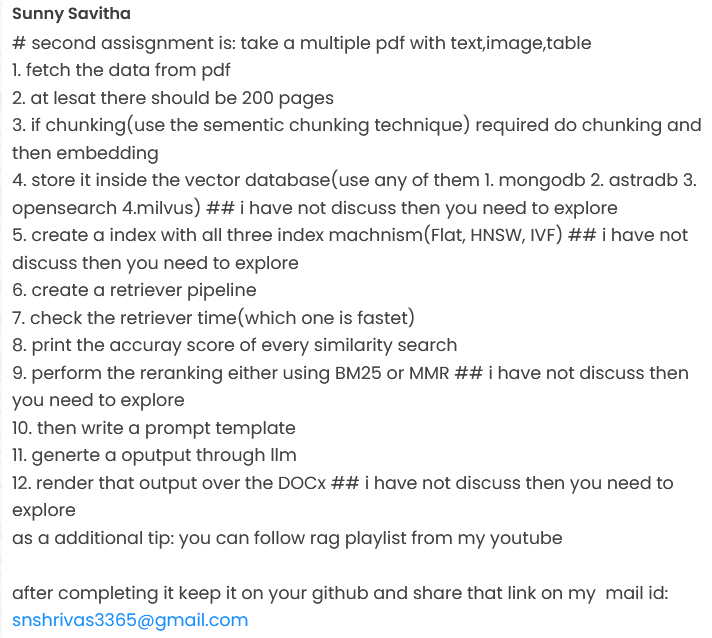 Sunny Savitha
# second assisgnment is: take a multiple pdf with text,image,table
1. fetch the data from pdf
2. at lesat there should be 200 pages
3. if chunking(use the sementic chunking technique) required do chunking and
then embedding
4. store it inside the vector database(use any of them 1. mongodb 2. astradb 3.
opensearch 4.milvus) ## i have not discuss then you need to explore
5. create a index with all three index machnism(Flat, HNSW, IVF) ## i have not
discuss then you need to explore
6. create a retriever pipeline
7. check the retriever time(which one is fastet)
8. print the accuray score of every similarity search
9. perform the reranking either using BM25 or MMR ## i have not discuss then
you need to explore
10. then write a prompt template
11. generte a oputput through llm
12. render that output over the DOCx ## i have not discuss then you need to
explore
as a additional tip: you can follow rag playlist from my youtube
after completing it keep it on your github and share that link on my  mail id:
snshrivas3365@gmail.com